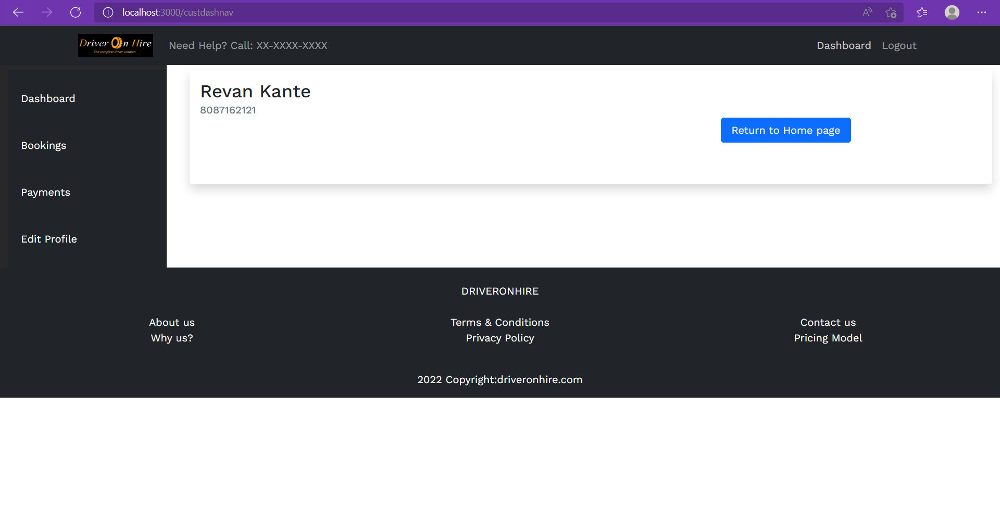 localhost:3000/custdashnav
Driver On Hire
The complete driver solution
Need Help? Call: XX-XXXX-XXXX
Dashboard Logout
Dashboard
Bookings
Payments
Edit Profile
Revan Kante
8087162121
Return to Home page
DRIVERONHIRE
About us
Why us?
Terms & Conditions
Privacy Policy
Contact us
Pricing Model
2022 Copyright:driveronhire.com